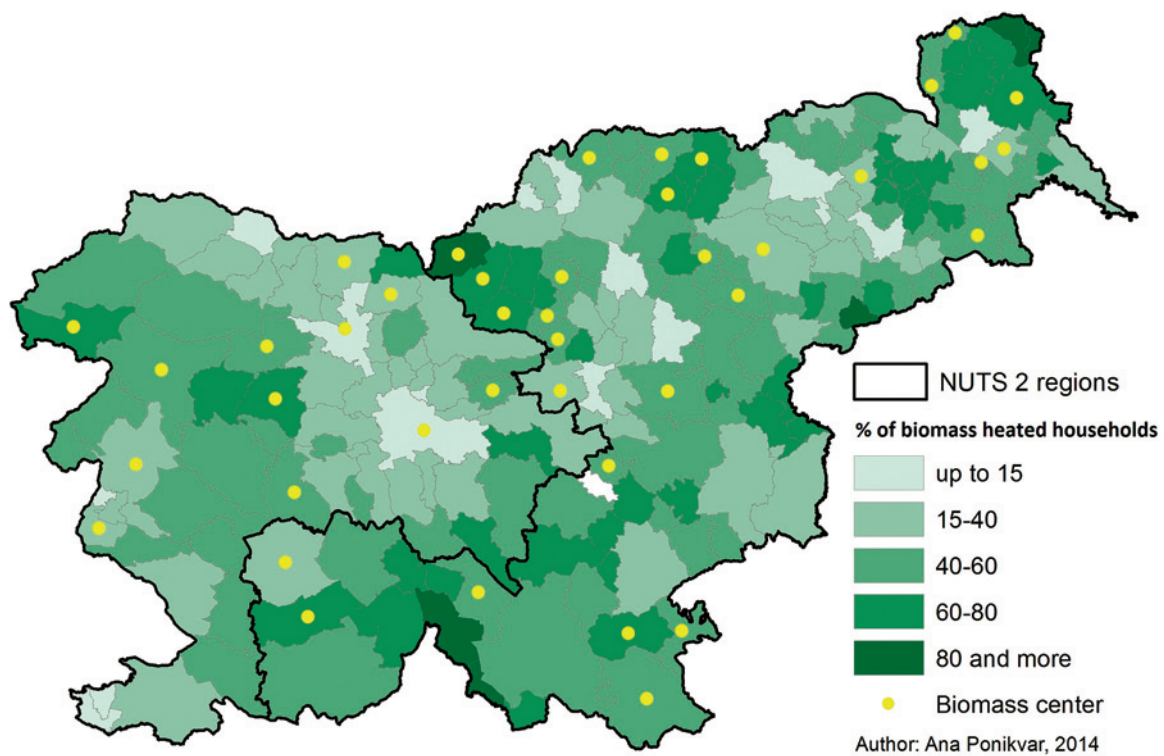 NUTS 2 regions
% of biomass heated households
up to 15
15-40
40-60
60-80
80 and more
Biomass center
Author: Ana Ponikvar, 2014